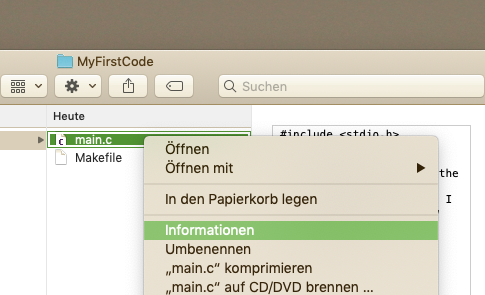 MyFirstCode
Suchen
Heute
main.c
Makefile
#include <stdio.h>
the
I
Öffnen
Öffnen mit
In den Papierkorb legen
Informationen
Umbenennen
„main.c“ komprimieren
„main.c“ auf CD/DVD brennen ...